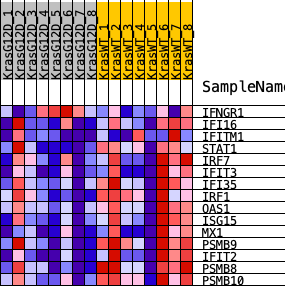 KrasG12D_1
KrasG12D_2
KrasG12D_3
KrasG12D_4
KrasG12D_5
KrasG12D_6
KrasG12D_7
KrasG12D_8
KrasWT_1
KrasWT_2
KrasWT_3
KrasWT_4
KrasWT_5
KrasWT_6
KrasWT_7
KrasWT_8
SampleName
IFNGR1
IFI16
IFITM1
STAT1
IRF7
IFIT3
IFI35
IRF1
OAS1
ISG15
MX1
PSMB9
IFIT2
PSMB8
PSMB10